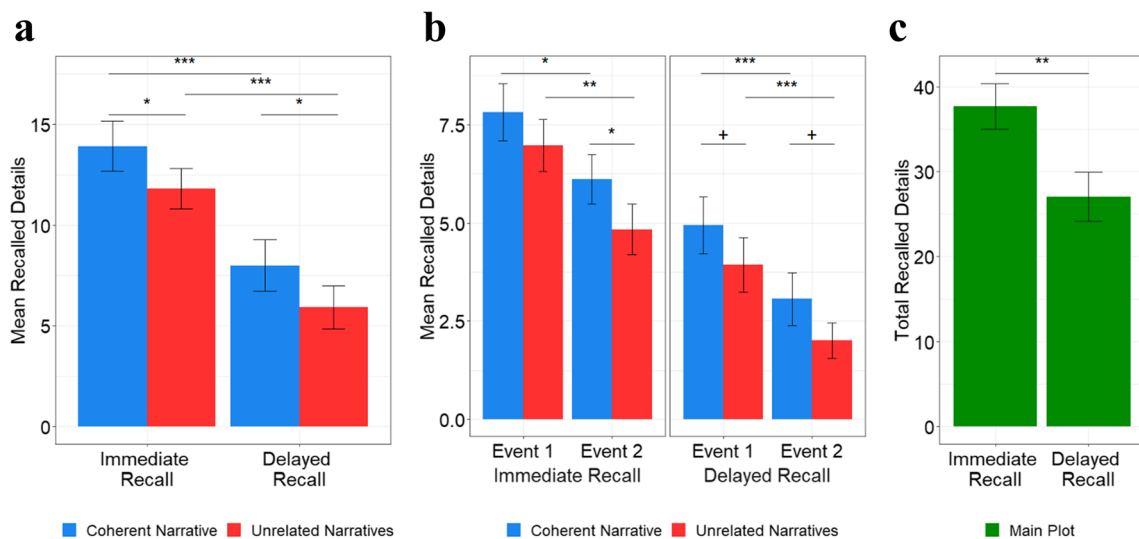 a
Mean Recalled Details
15
10
5
0
***
***
*
*
Immediate
Recall
Delayed
Recall
Coherent Narrative
Unrelated Narratives
b
Mean Recalled Details
7.5
5.0
2.5
0.0
*
**
*
***
***
+
+
Event 1
Event 2
Event 1
Event 2
Immediate Recall
Delayed Recall
Coherent Narrative
Unrelated Narratives
c
Total Recalled Details
40
30
20
10
0
**
Immediate
Recall
Delayed
Recall
Main Plot